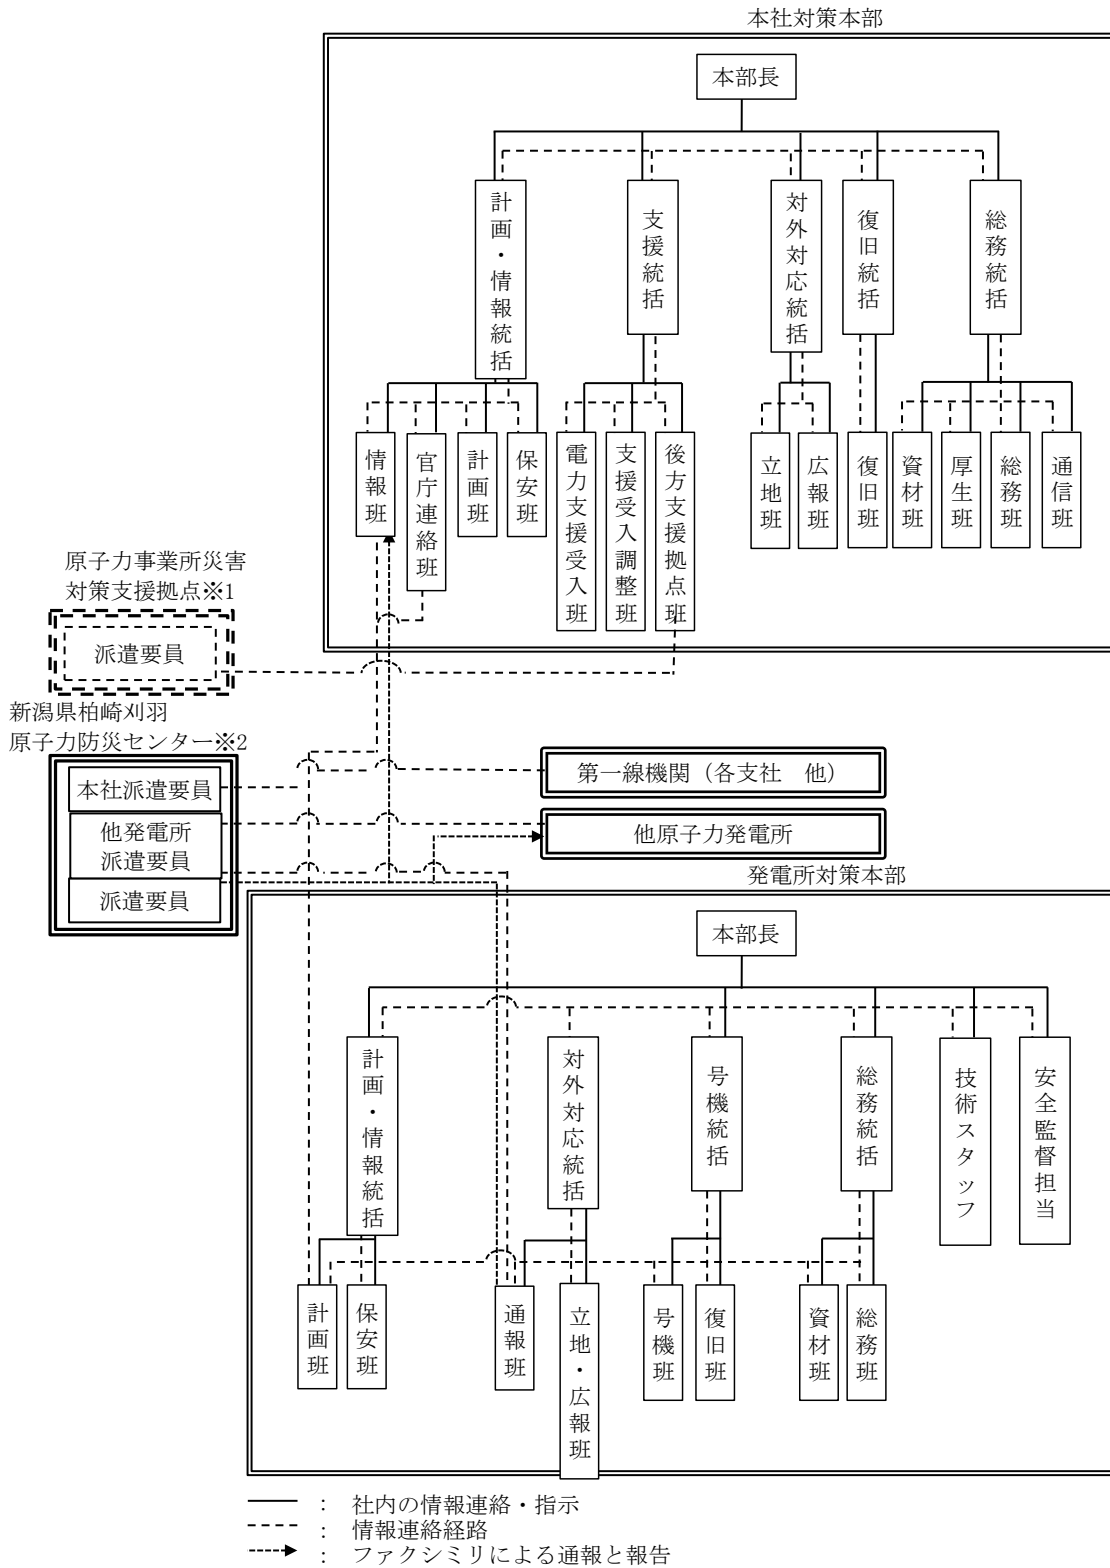 本社対策本部
本部長
計画・情報統括
支援統括
対外対応統括
復旧統括
総務統括
情報班
官庁連絡班
計画班
保安班
電力支援受入班
支援受入調整班
後方支援拠点班
立地班
広報班
復旧班
資材班
厚生班
総務班
通信班
原子力事業所災害
対策支援拠点※1
派遣要員
新潟県柏崎刈羽
原子力防災センター※2
本社派遣要員
他発電所
派遣要員
派遣要員
第一線機関（各支社　他）
他原子力発電所
発電所対策本部
本部長
計画・情報統括
対外対応統括
号機統括
総務統括
技術スタッフ
安全監督担当
計画班
保安班
通報班
立地・広報班
号機班
復旧班
資材班
総務班
： 社内の情報連絡・指示
： 情報連絡経路
： ファクシミリによる通報と報告